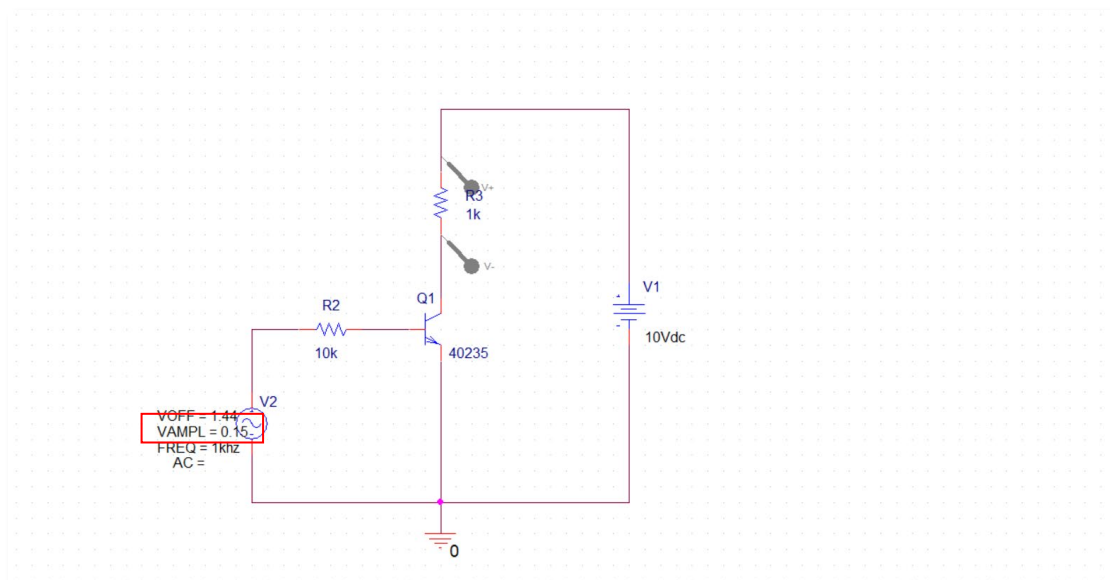 V+
R3
1k
V-
Q1
V1
R2
10Vdc
10k
40235
V2
VOFF = 1.44
VAMPL = 0.15
FREQ = 1khz
AC =
0